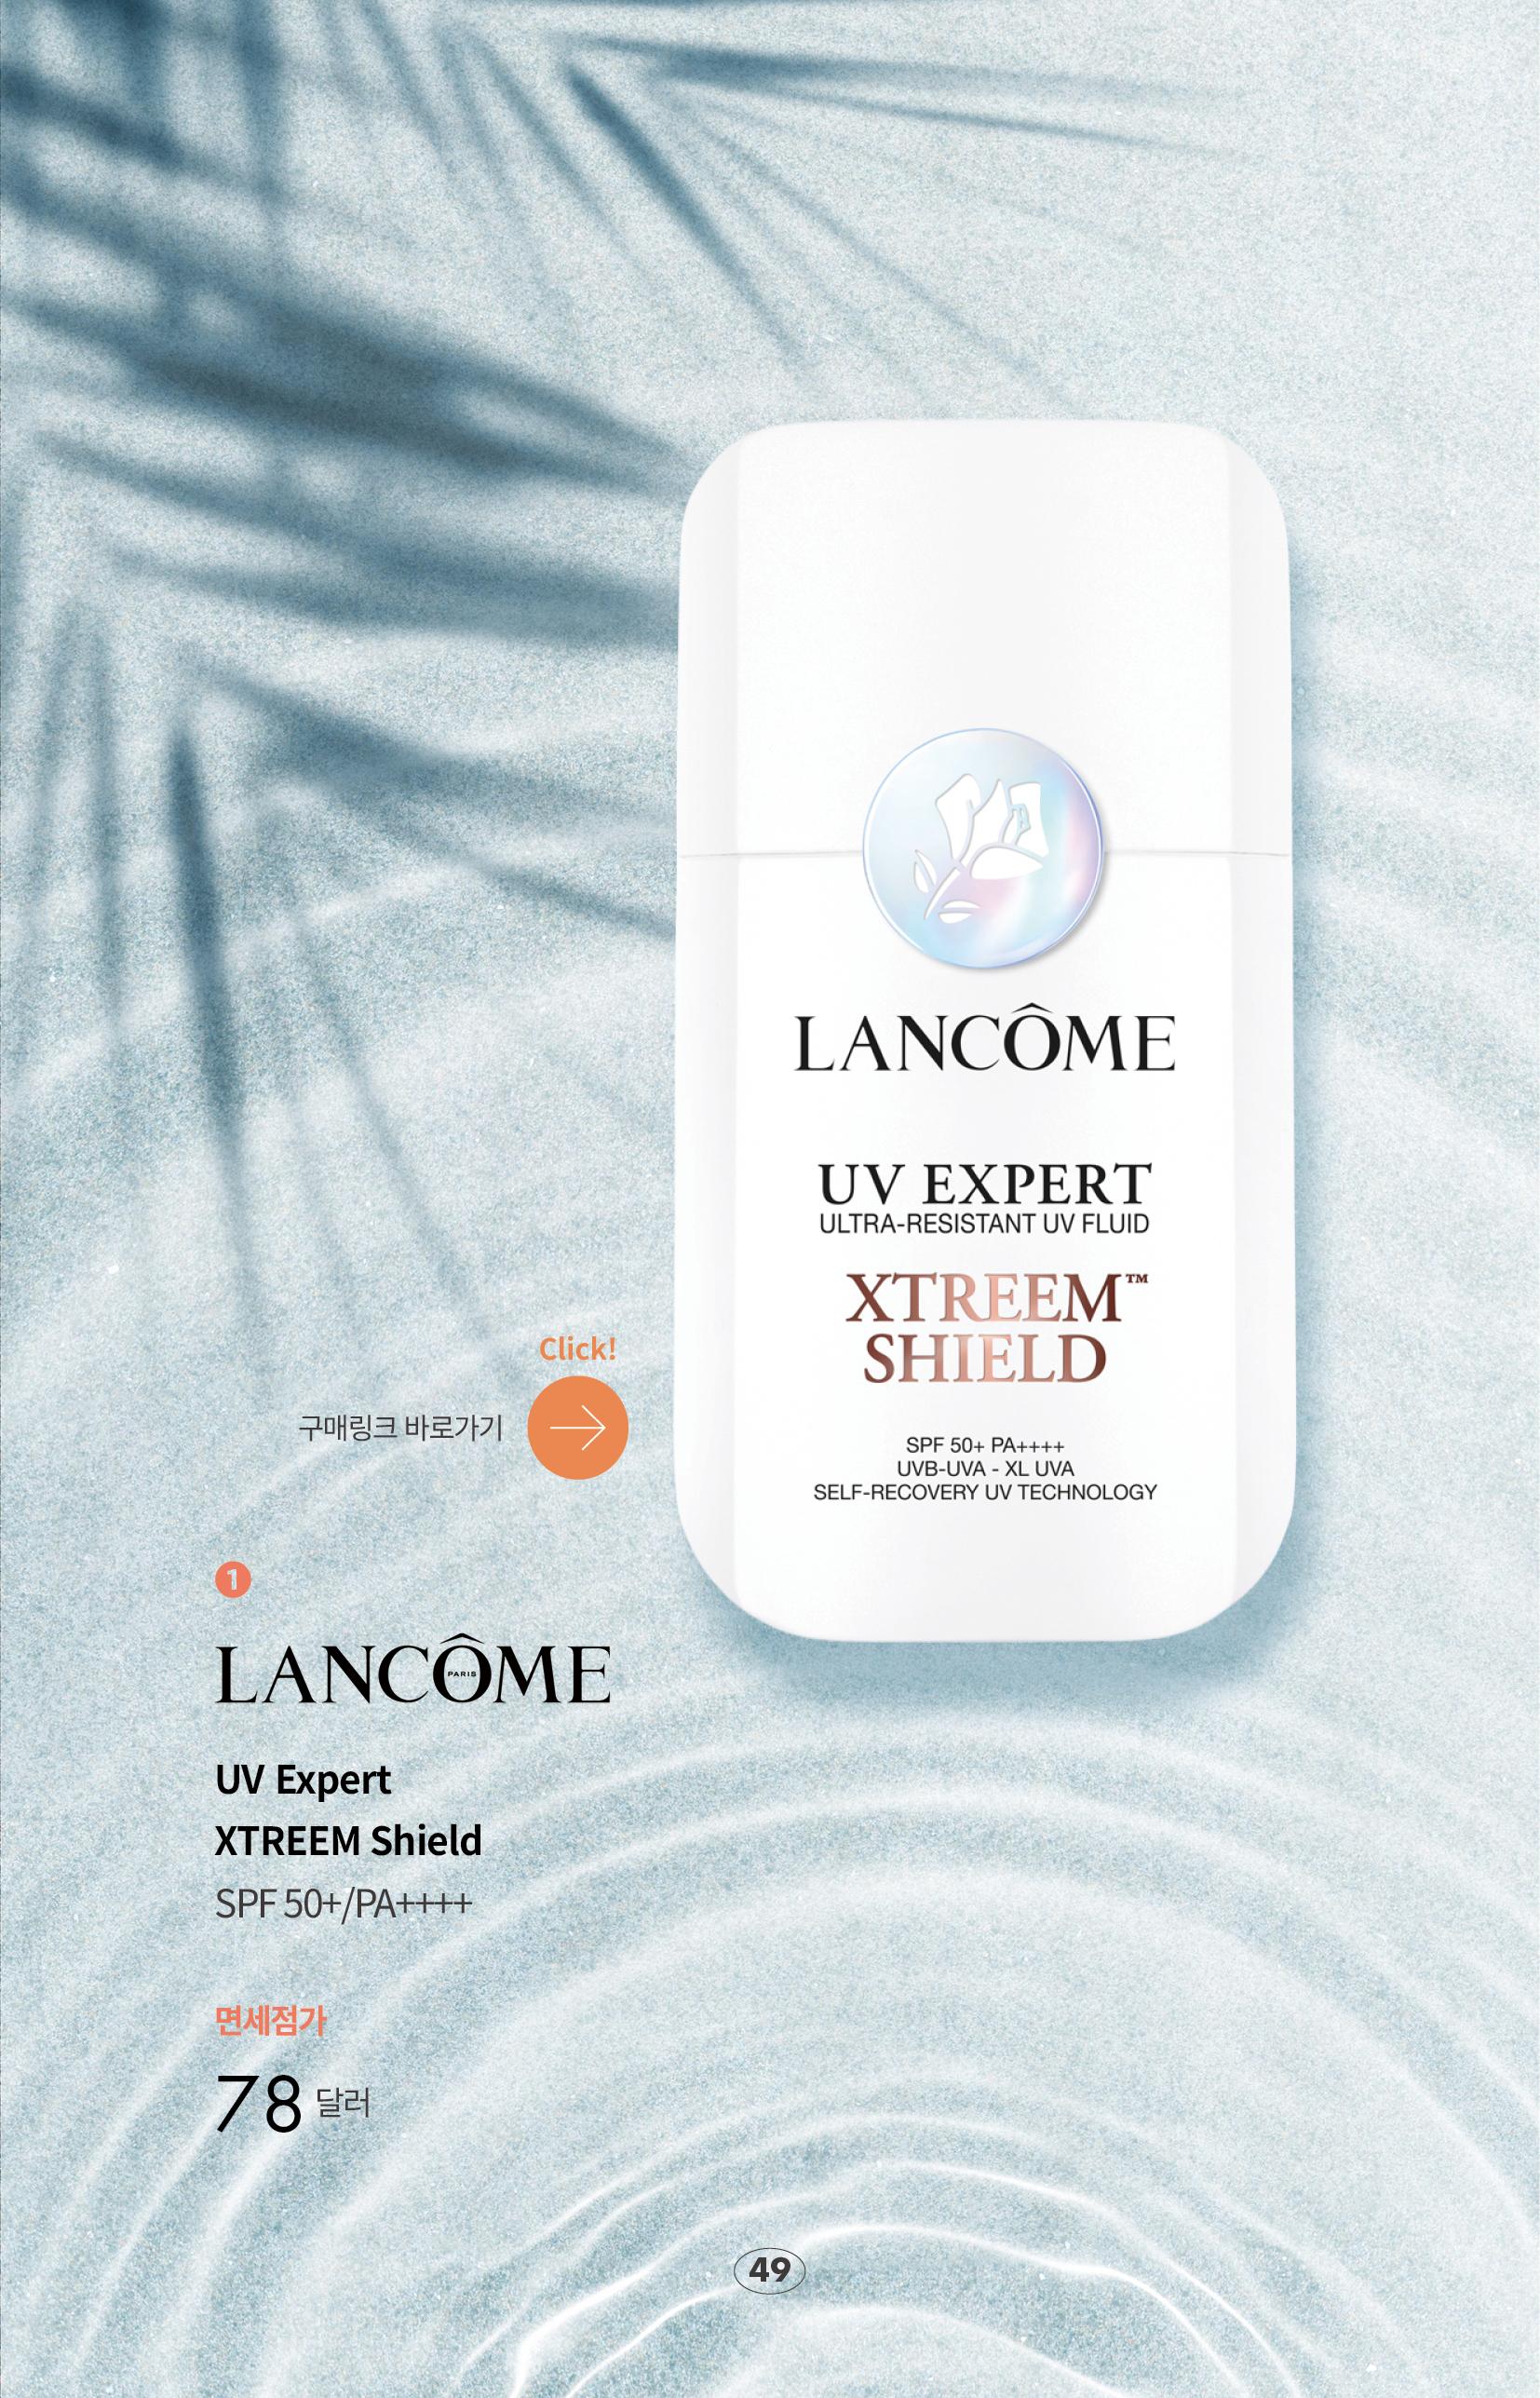 LANCÔME
UV EXPERT
ULTRA-RESISTANT UV FLUID
XTREEM™
SHIELD
SPF 50+ PA++++
UVB-UVA - XL UVA
SELF-RECOVERY UV TECHNOLOGY
Click!
구매링크 바로가기
1
LANCÔME
PARIS
UV Expert
XTREEM Shield
SPF 50+/PA++++
면세점가
78 달러
49